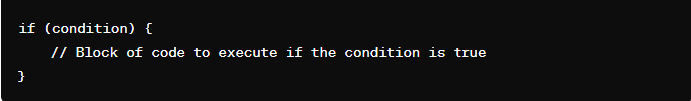 if (condition) {
    // Block of code to execute if the condition is true
}